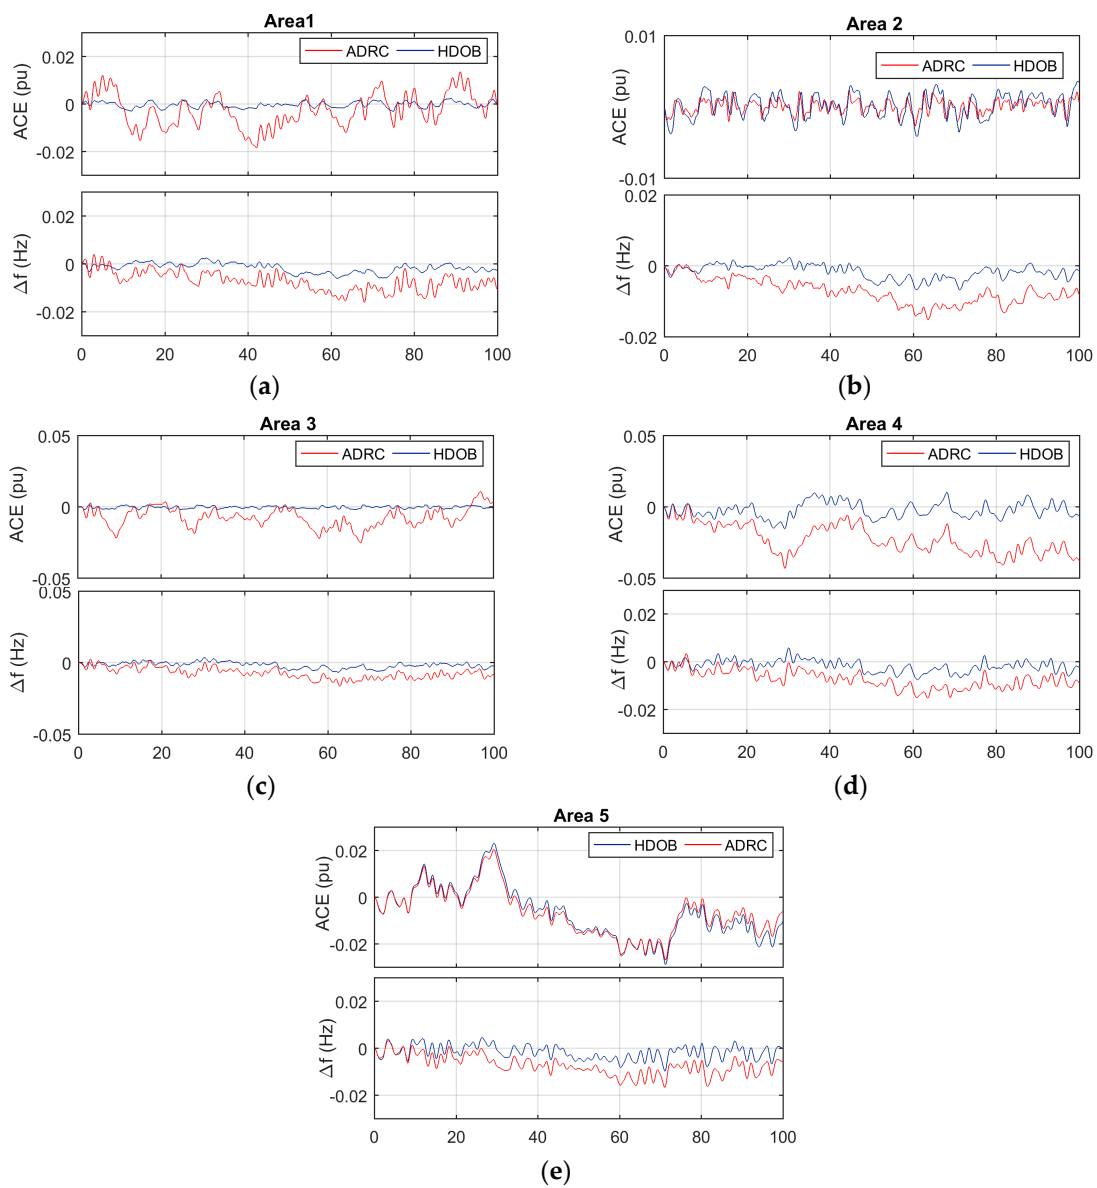 Area1
ADRC HDOB
ACE (pu)
0.02
0
-0.02
Δf (Hz)
0.02
0
-0.02
0 20 40 60 80 100
(a)
Area 2
ADRC HDOB
ACE (pu)
0.01
-0.01
Δf (Hz)
0.02
0
-0.02
0 20 40 60 80 100
(b)
Area 3
ADRC HDOB
ACE (pu)
0.05
0
-0.05
Δf (Hz)
0.05
0
-0.05
0 20 40 60 80 100
(c)
Area 4
ADRC HDOB
ACE (pu)
0.05
0
-0.05
Δf (Hz)
0.02
0
-0.02
0 20 40 60 80 100
(d)
Area 5
HDOB ADRC
ACE (pu)
0.02
0
-0.02
Δf (Hz)
0.02
0
-0.02
0 20 40 60 80 100
(e)